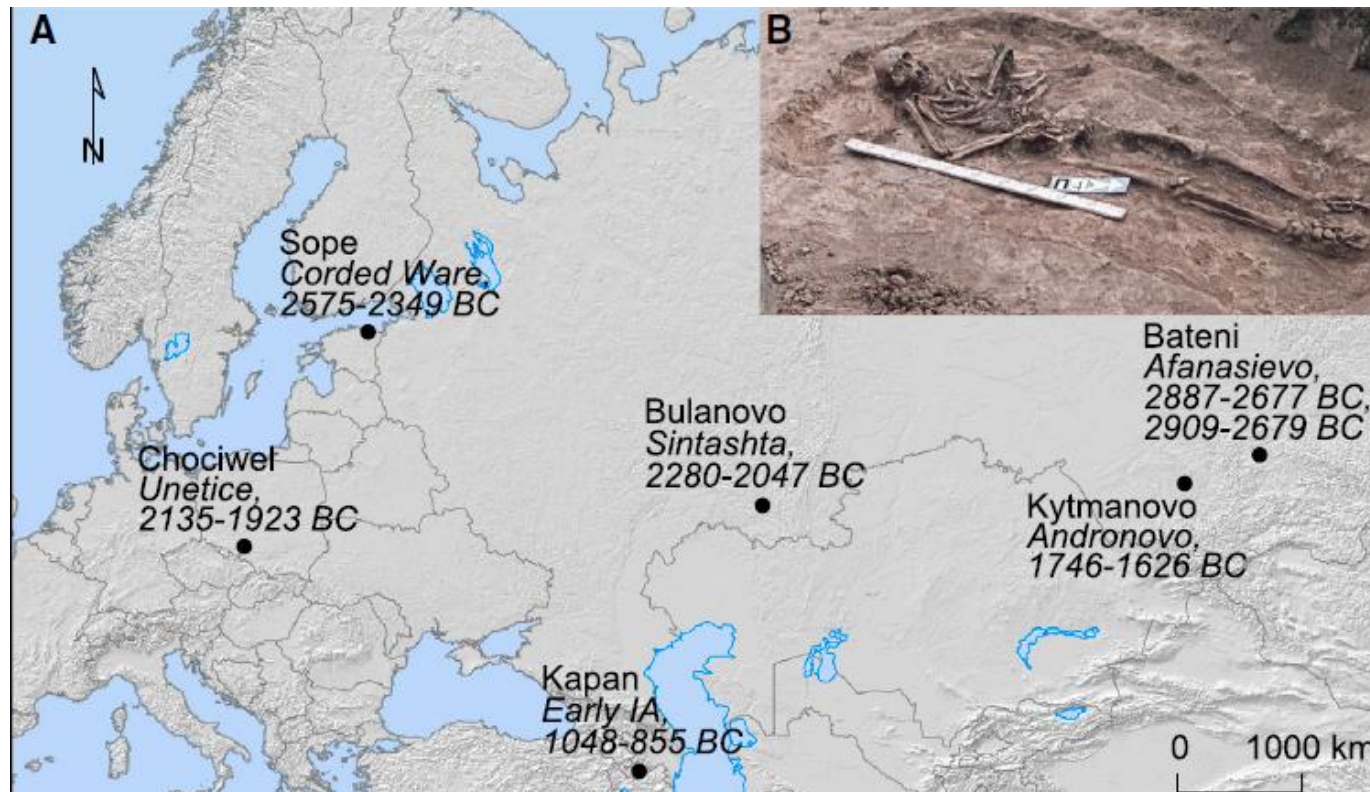 A
B
N
Sope
Corded Ware,
2575-2349 BC
Bateni
Afanasievo,
2887-2677 BC,
2909-2679 BC
Bulanovo
Sintashta,
2280-2047 BC
Chociwel
Unetice,
2135-1923 BC
Kytmanovo
Andronovo,
1746-1626 BC
Kapan
Early IA,
1048-855 BC
0 1000 km